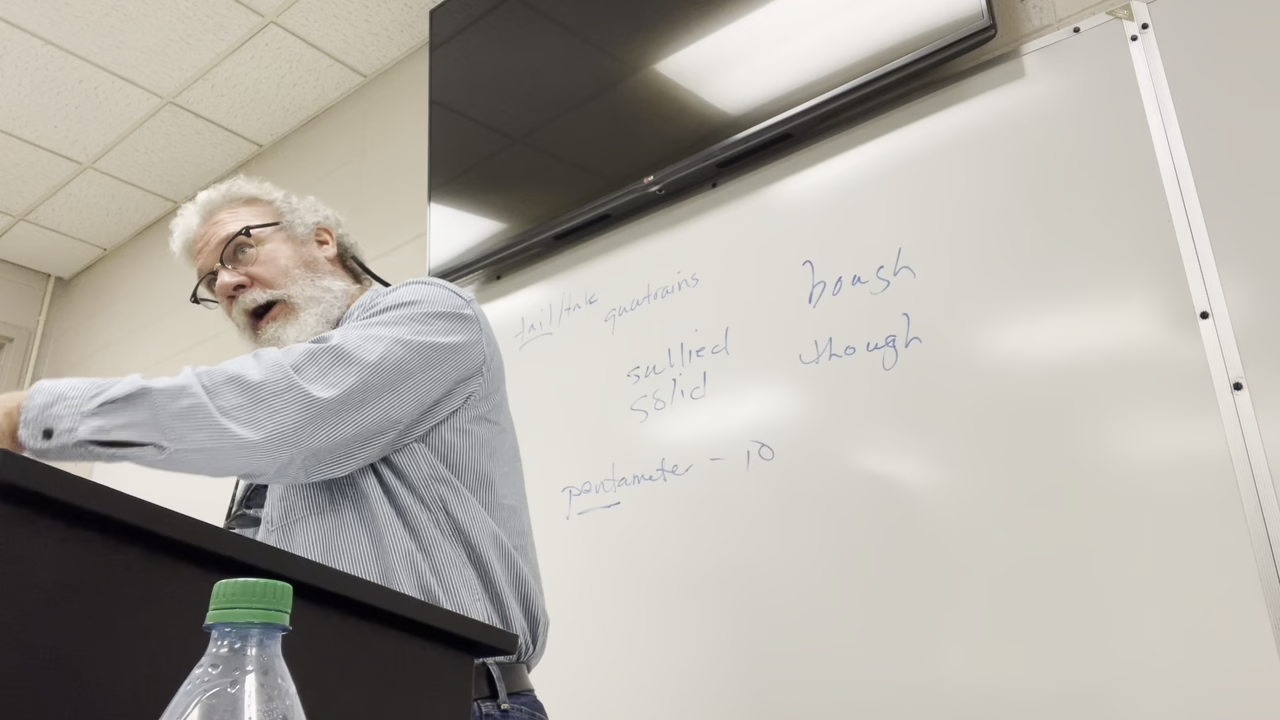 tail/tale quatrains
sullied
solid
pentameter - 10
bough
though